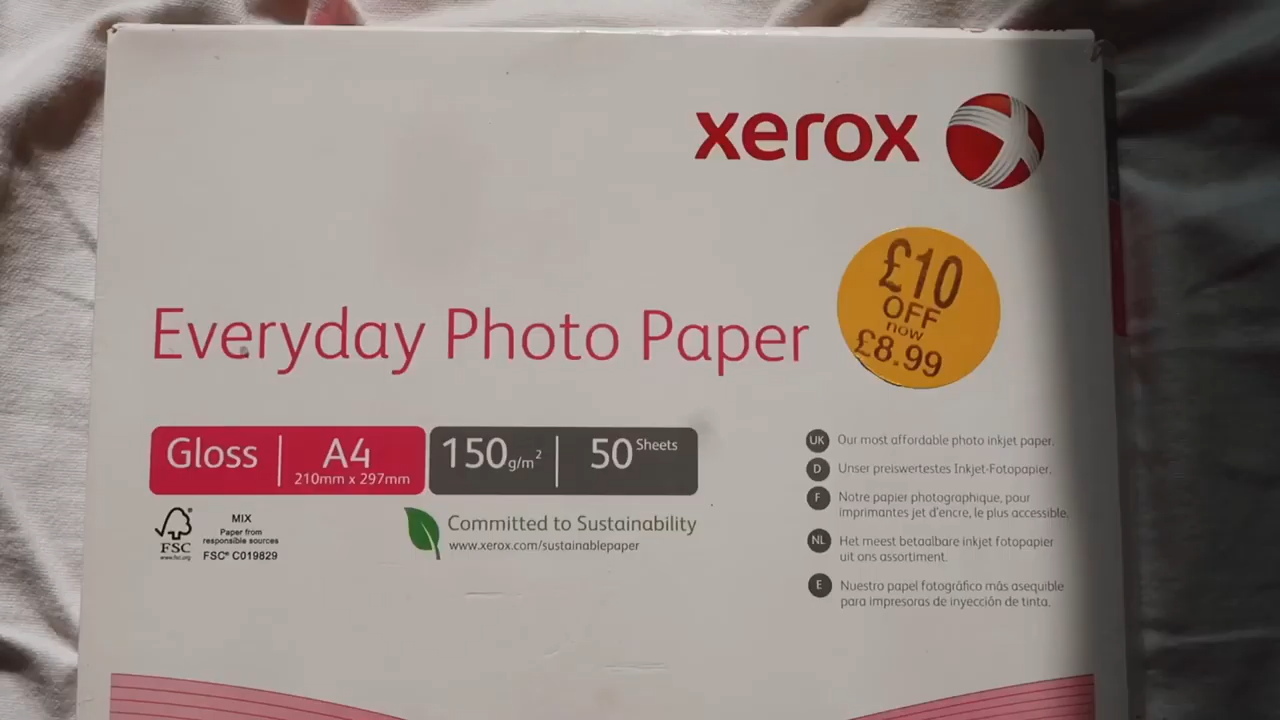 xerox
£10
OFF
now
£8.99
Everyday Photo Paper
Gloss
A4
210mm x 297mm
150g/m²
50 Sheets
FSC
www.fsc.org
MIX
Paper from
responsible sources
FSC® C019829
Committed to Sustainability
www.xerox.com/sustainablepaper
UK Our most affordable photo inkjet paper.
D Unser preiswertestes Inkjet-Fotopapier.
F Notre papier photographique, pour
imprimantes jet d'encre, le plus accessible.
NL Het meest betaalbare inkjet fotopapier
uit ons assortiment.
E Nuestro papel fotográfico más asequible
para impresoras de inyección de tinta.